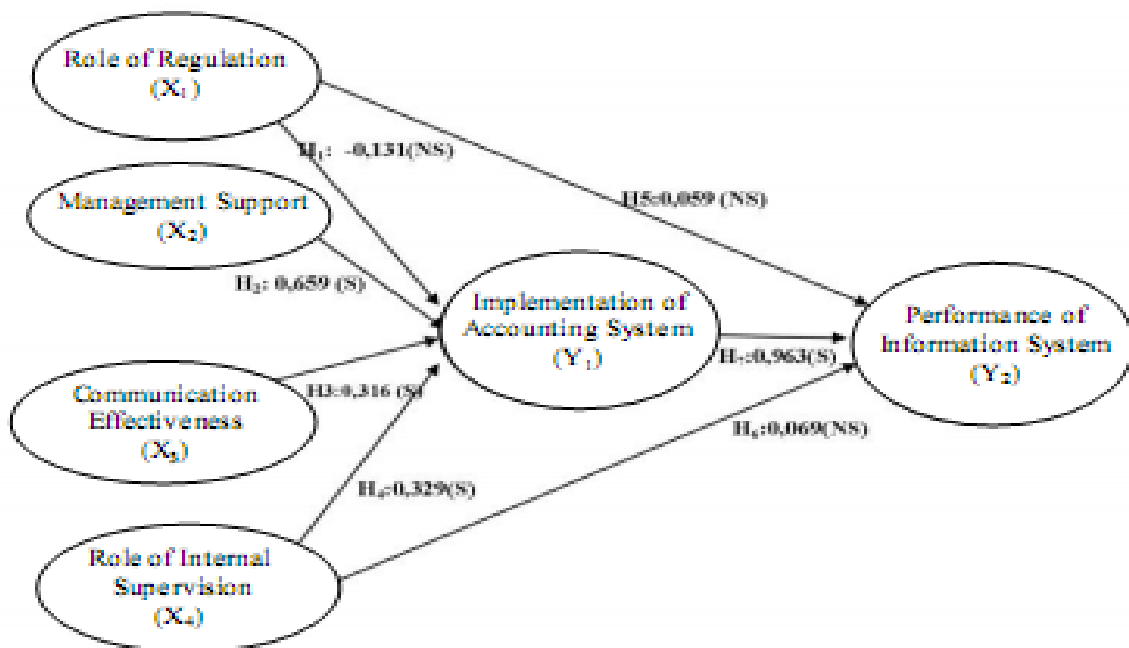 Role of Regulation
(X₁)
H₁: -0,131(NS)
Management Support
(X₂)
H5:0,059 (NS)
H₂: 0,659 (S)
Implementation of
Accounting System
(Y₁)
Performance of
Information System
(Y₂)
H₇:0,963(S)
Communication
Effectiveness
(X₃)
H3:0,316 (S)
H₆:0,069(NS)
H₄:0,329(S)
Role of Internal
Supervision
(X₄)